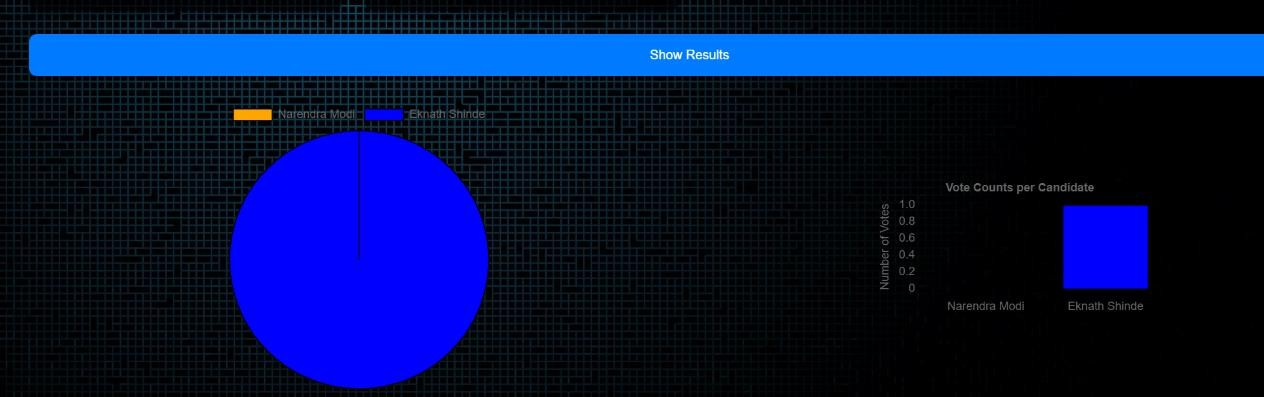 Show Results
Narendra Modi Eknath Shinde
Vote Counts per Candidate
Number of Votes
1.0
0.8
0.6
0.4
0.2
0
Narendra Modi Eknath Shinde